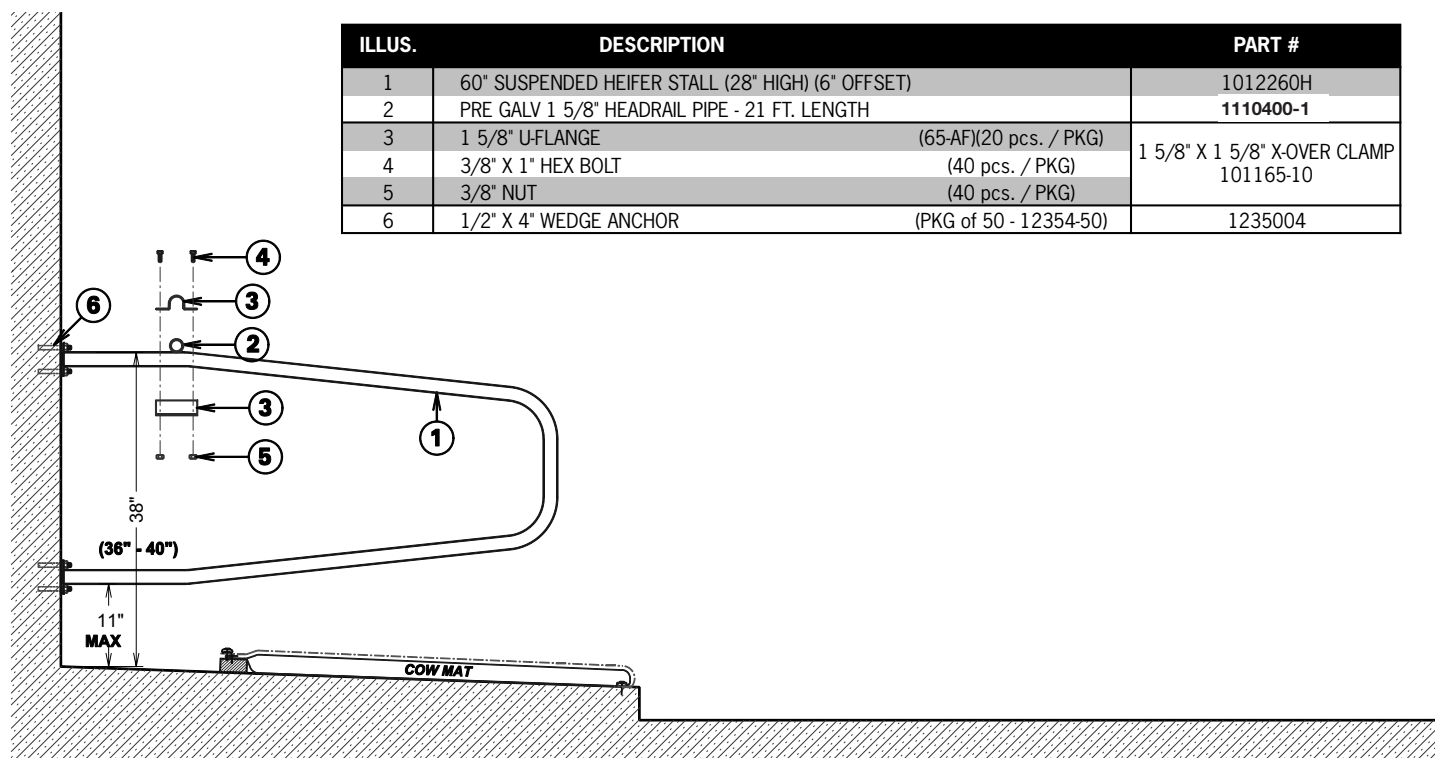 ILLUS. DESCRIPTION PART #
1 60" SUSPENDED HEIFER STALL (28" HIGH) (6" OFFSET) 1012260H
2 PRE GALV 1 5/8" HEADRAIL PIPE - 21 FT. LENGTH 1110400-1
3 1 5/8" U-FLANGE (65-AF)(20 pcs. / PKG)
4 3/8" X 1" HEX BOLT (40 pcs. / PKG)
5 3/8" NUT (40 pcs. / PKG)
1 5/8" X 1 5/8" X-OVER CLAMP
101165-10
6 1/2" X 4" WEDGE ANCHOR (PKG of 50 - 12354-50) 1235004
4
3
6
2
3
1
5
38"
(36" - 40")
11"
MAX
COW MAT